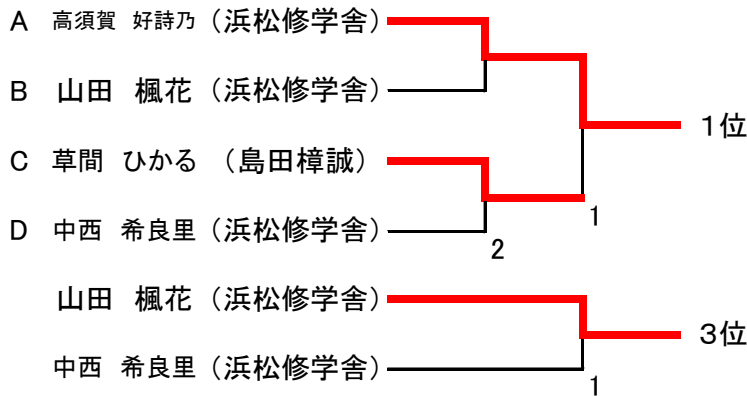 A 高須賀 好詩乃 (浜松修学舎)
B 山田 楓花 (浜松修学舎)
1位
C 草間 ひかる (島田樟誠)
1
D 中西 希良里 (浜松修学舎)
2
山田 楓花 (浜松修学舎)
3位
中西 希良里 (浜松修学舎)
1